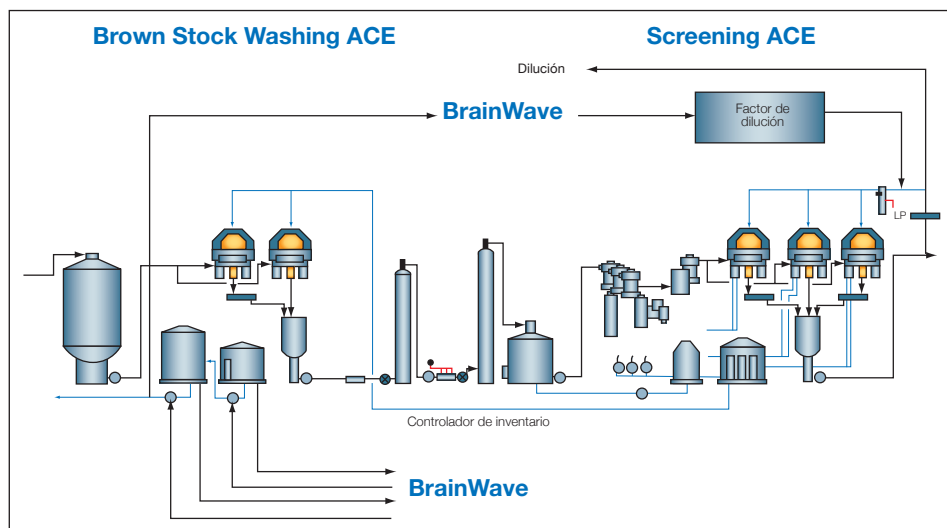 Brown Stock Washing ACE
Screening ACE
Dilución
BrainWave
Factor de
dilución
LP
Controlador de inventario
BrainWave